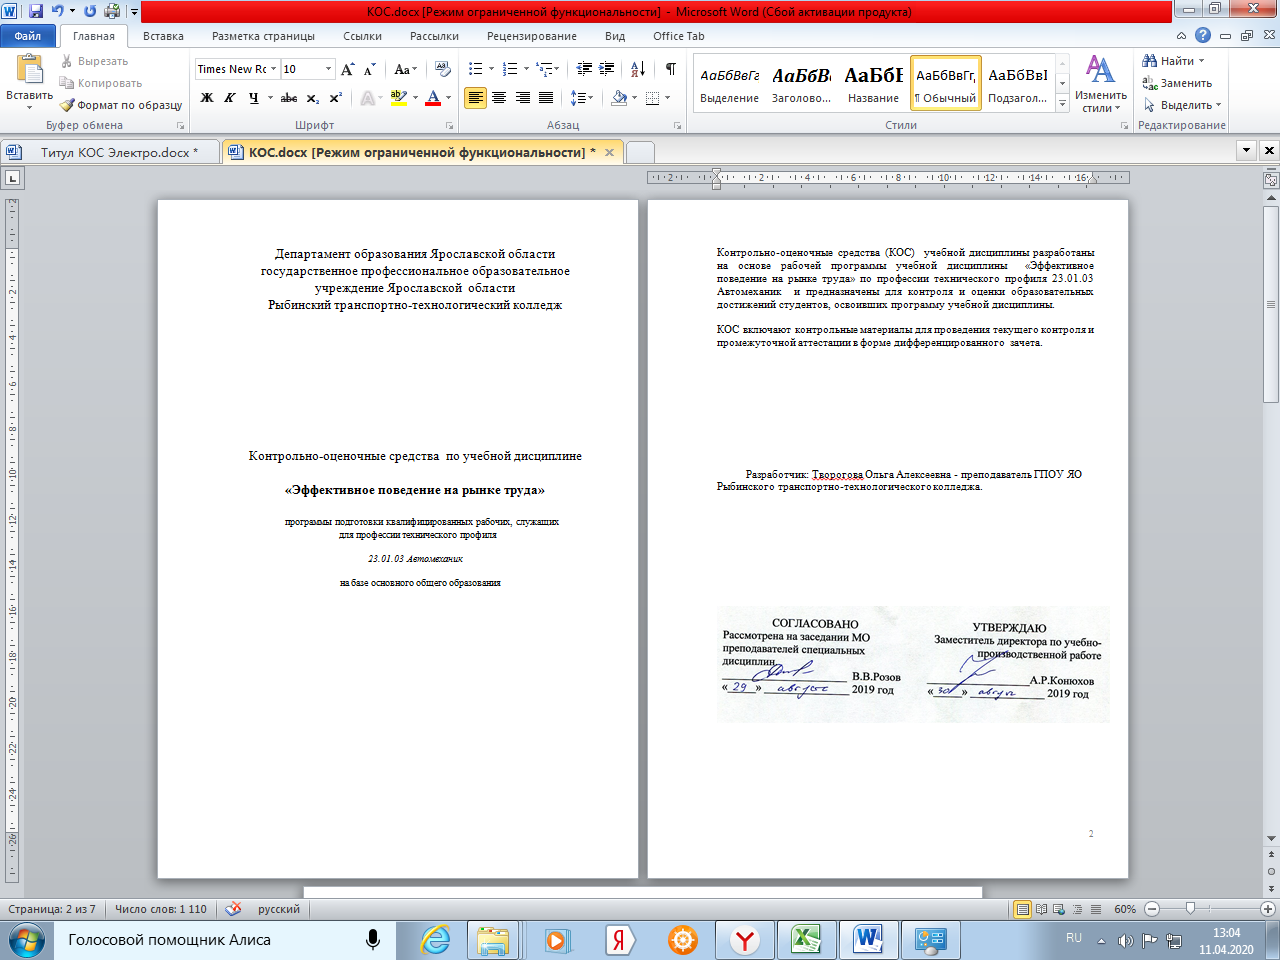 КОС.docx [Режим ограниченной функциональности] - Microsoft Word (Сбой активации продукта)
Файл Главная Вставка Разметка страницы Ссылки Рассылки Рецензирование Вид Office Tab
Вставить
Вырезать
Копировать
Формат по образцу
Буфер обмена
Times New Rc 10
Шрифт
Абзац
АаБбВвГг АаБбВв АаБбВ АаБбВвГг, АаБбВвІ
Выделение Заголово... Название ¶ Обычный Подзагол...
Стили
Изменить стили
Найти
Заменить
Выделить
Редактирование
Титул КОС Электро.docx *
КОС.docx [Режим ограниченной функциональности] *
Департамент образования Ярославской области
государственное профессиональное образовательное
учреждение Ярославской области
Рыбинский транспортно-технологический колледж
Контрольно-оценочные средства по учебной дисциплине
«Эффективное поведение на рынке труда»
программы подготовки квалифицированных рабочих, служащих
для профессии технического профиля
23.01.03 Автомеханик
на базе основного общего образования
Контрольно-оценочные средства (КОС) учебной дисциплины разработаны
на основе рабочей программы учебной дисциплины «Эффективное
поведение на рынке труда» по профессии технического профиля 23.01.03
Автомеханик и предназначены для контроля и оценки образовательных
достижений студентов, освоивших программу учебной дисциплины.
КОС включают контрольные материалы для проведения текущего контроля и
промежуточной аттестации в форме дифференцированного зачета.
Разработчик: Творогова Ольга Алексеевна - преподаватель ГПОУ ЯО
Рыбинского транспортно-технологического колледжа.
СОГЛАСОВАНО
Рассмотрена на заседании МО
преподавателей специальных
дисциплин
В.В.Розов
«29» август 2019 год
УТВЕРЖДАЮ
Заместитель директора по учебно-
производственной работе
А.Р.Конюхов
«30» август 2019 год
2
Страница: 2 из 7 Число слов: 1 110 русский 60%
Голосовой помощник Алиса
RU
13:04
11.04.2020